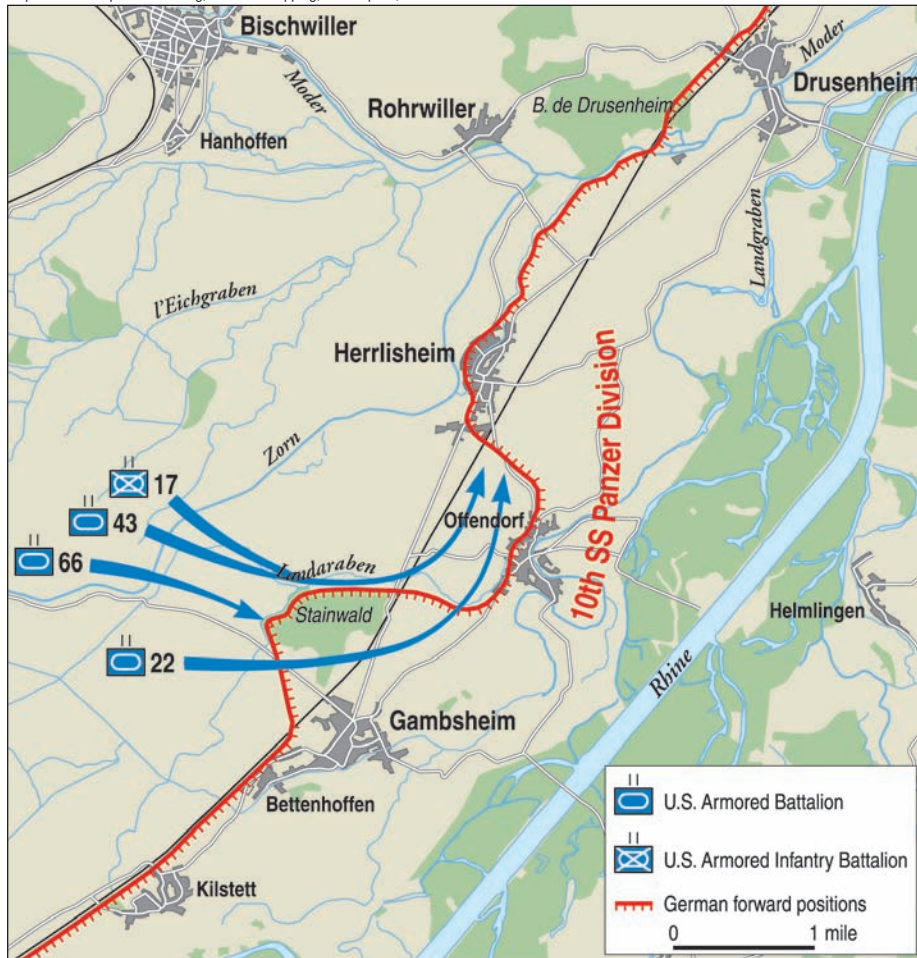 Bischwiller
Moder
Moder
Drusenheim
Rohrwiller
B. de Drusenheim
Hanhoffen
Landgraben
l'Eichgraben
Herrlisheim
10th SS Panzer Division
Zorn
17
43
Offendorf
66
Landaraben
Stainwald
Helmlingen
22
Rhine
Gambsheim
Bettenhoffen
U.S. Armored Battalion
U.S. Armored Infantry Battalion
Kilstett
German forward positions
0 1 mile